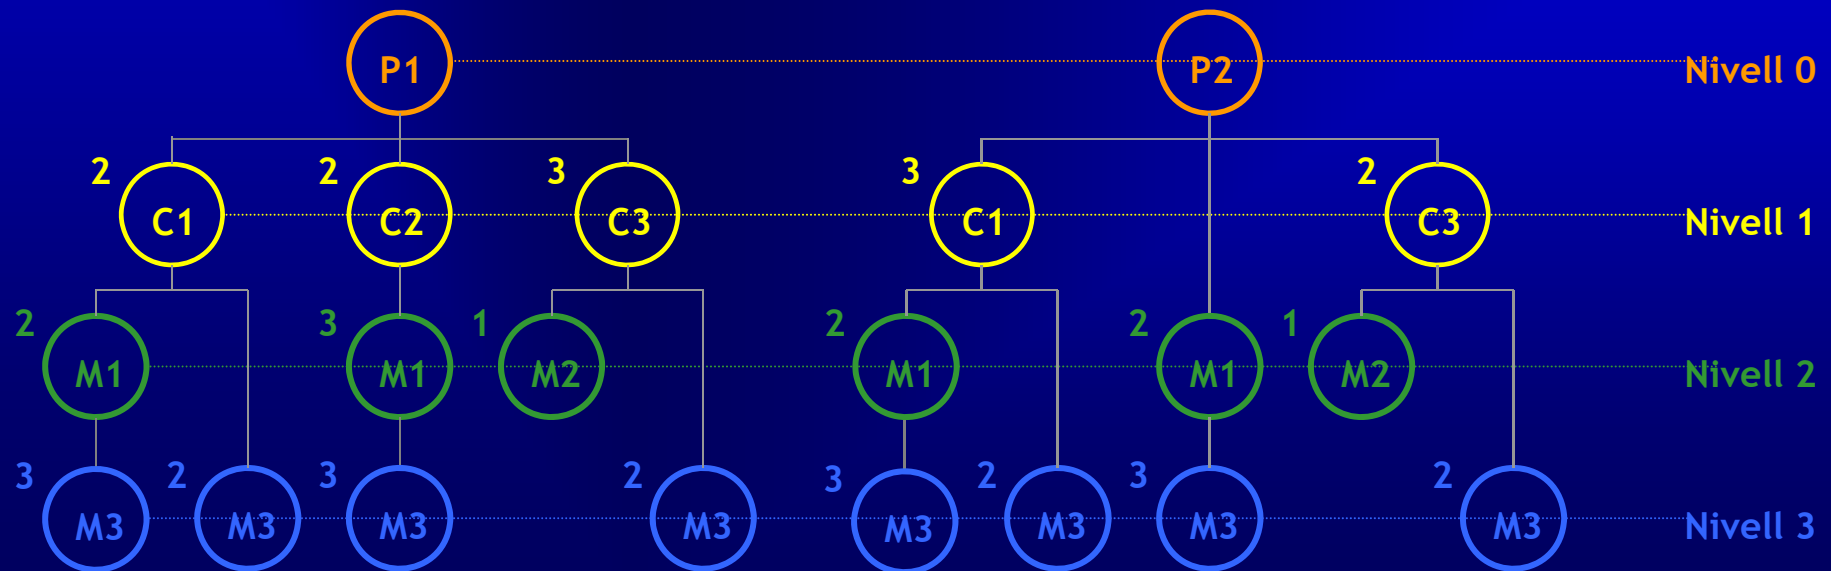 P1 P2 Nivell 0
2 2 3 3 2
C1 C2 C3 C1 C3 Nivell 1
2 3 1 2 2 1
M1 M1 M2 M1 M1 M2 Nivell 2
3 2 3 2 3 2 3 2
M3 M3 M3 M3 M3 M3 M3 M3 Nivell 3